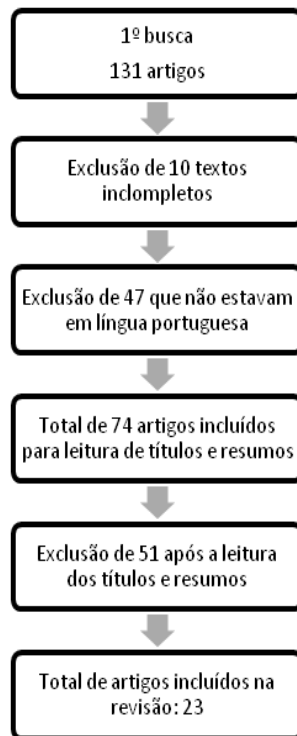 1º busca
131 artigos
Exclusão de 10 textos
inclompletos
Exclusão de 47 que não estavam
em língua portuguesa
Total de 74 artigos incluídos
para leitura de títulos e resumos
Exclusão de 51 após a leitura
dos títulos e resumos
Total de artigos incluídos na
revisão: 23